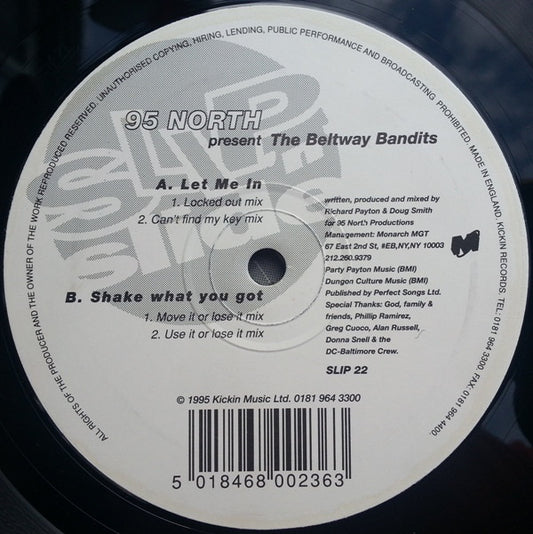 ALL RIGHTS OF THE PRODUCER AND THE OWNER OF THE WORK REPRODUCED RESERVED. UNAUTHORISED COPYING, HIRING, LENDING, PUBLIC PERFORMANCE AND BROADCASTING PROHIBITED. MADE IN ENGLAND. KICKIN RECORDS. TEL: 0181 964 3300. FAX: 0181 964 4400.
SLIP
'n'
slide
95 NORTH
present The Beltway Bandits
A. Let Me In
1. Locked out mix
2. Can't find my key mix
B. Shake what you got
1. Move it or lose it mix
2. Use it or lose it mix
written, produced and mixed by
Richard Payton & Doug Smith
for 95 North Productions
Management: Monarch MGT
67 East 2nd St, #EB,NY,NY 10003
212.260.9379
Party Payton Music (BMI)
Dungon Culture Music (BMI)
Published by Perfect Songs Ltd.
Special Thanks: God, family &
friends, Phillip Ramirez,
Greg Cuoco, Alan Russell,
Donna Snell & the
DC-Baltimore Crew.
SLIP 22
© 1995 Kickin Music Ltd. 0181 964 3300
5 018468 002363